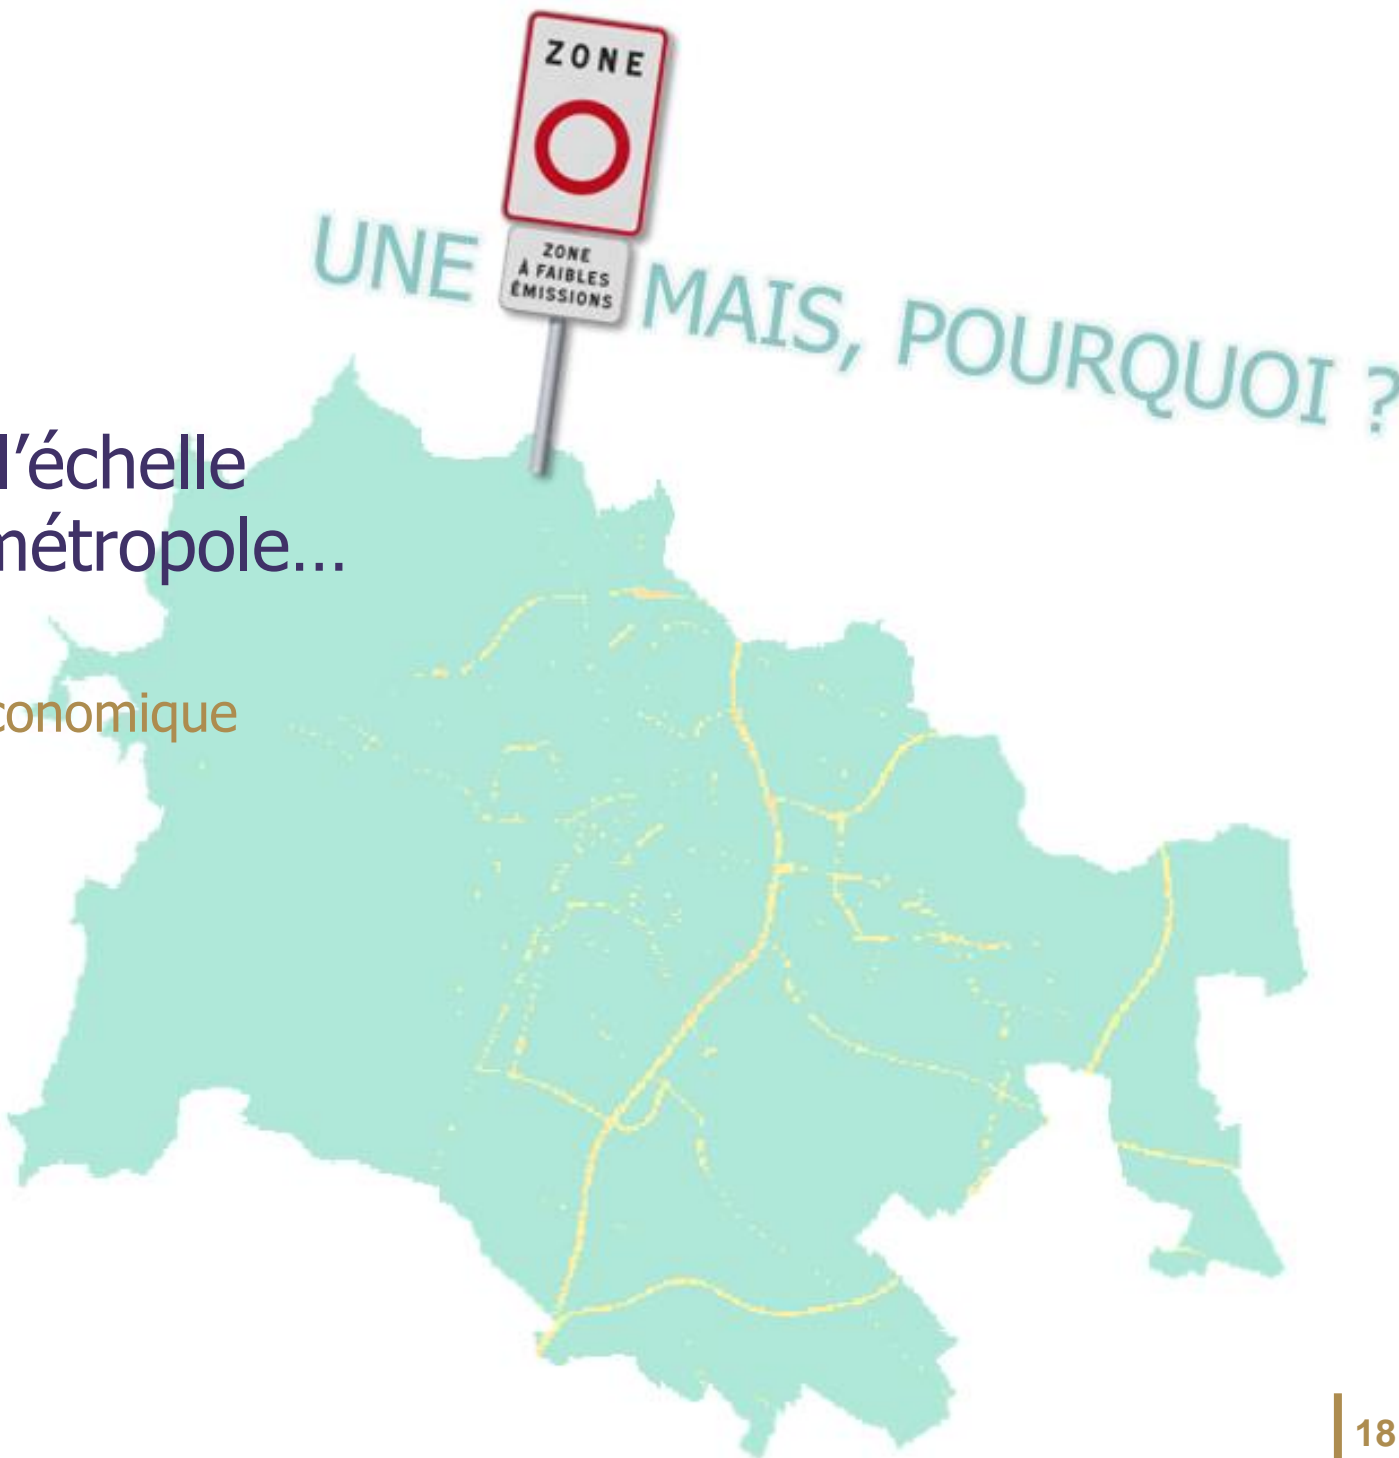 ZONE
ZONE
À FAIBLES
ÉMISSIONS
UNE MAIS, POURQUOI ?
l'échelle
métropole...
conomique
18